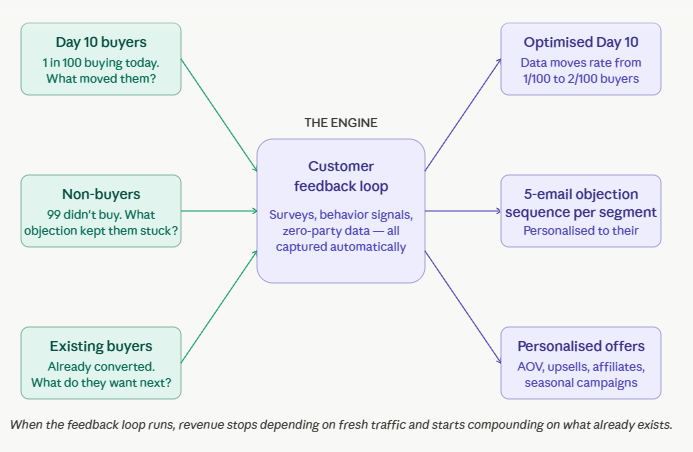 Day 10 buyers
1 in 100 buying today.
What moved them?
Optimised Day 10
Data moves rate from
1/100 to 2/100 buyers
THE ENGINE
Customer
feedback loop
Surveys, behavior signals,
zero-party data — all
captured automatically
Non-buyers
99 didn't buy. What
objection kept them stuck?
5-email objection
sequence per segment
Personalised to their
Existing buyers
Already converted.
What do they want next?
Personalised offers
AOV, upsells, affiliates,
seasonal campaigns
When the feedback loop runs, revenue stops depending on fresh traffic and starts compounding on what already exists.